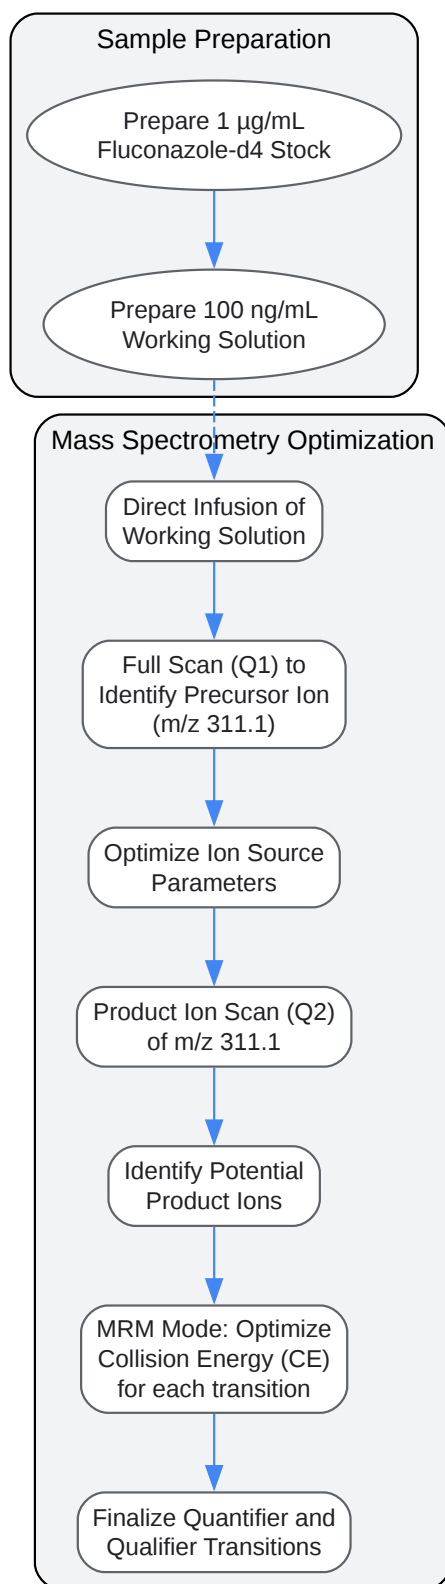 Sample Preparation
Prepare 1 µg/mL
Fluconazole-d4 Stock
Prepare 100 ng/mL
Working Solution
Mass Spectrometry Optimization
Direct Infusion of
Working Solution
Full Scan (Q1) to
Identify Precursor Ion
(m/z 311.1)
Optimize Ion Source
Parameters
Product Ion Scan (Q2)
of m/z 311.1
Identify Potential
Product Ions
MRM Mode: Optimize
Collision Energy (CE)
for each transition
Finalize Quantifier and
Qualifier Transitions